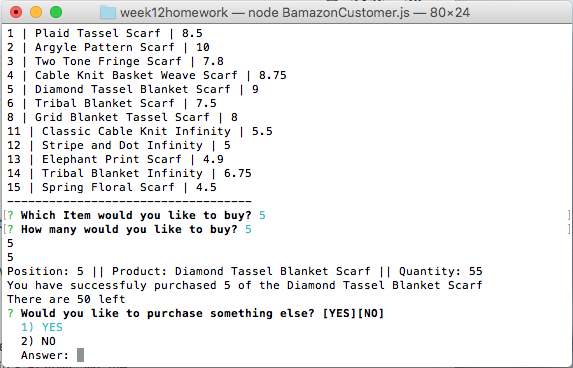 week12homework — node BamazonCustomer.js — 80×24
1 | Plaid Tassel Scarf | 8.5
2 | Argyle Pattern Scarf | 10
3 | Two Tone Fringe Scarf | 7.8
4 | Cable Knit Basket Weave Scarf | 8.75
5 | Diamond Tassel Blanket Scarf | 9
6 | Tribal Blanket Scarf | 7.5
8 | Grid Blanket Tassel Scarf | 8
11 | Classic Cable Knit Infinity | 5.5
12 | Stripe and Dot Infinity | 5
13 | Elephant Print Scarf | 4.9
14 | Tribal Blanket Infinity | 6.75
15 | Spring Floral Scarf | 4.5
-----------------------------------
[? Which Item would you like to buy? 5 ]
[? How many would you like to buy? 5 ]
5
5
Position: 5 || Product: Diamond Tassel Blanket Scarf || Quantity: 55
You have successfuly purchased 5 of the Diamond Tassel Blanket Scarf
There are 50 left
? Would you like to purchase something else? [YES][NO]
1) YES
2) NO
Answer: